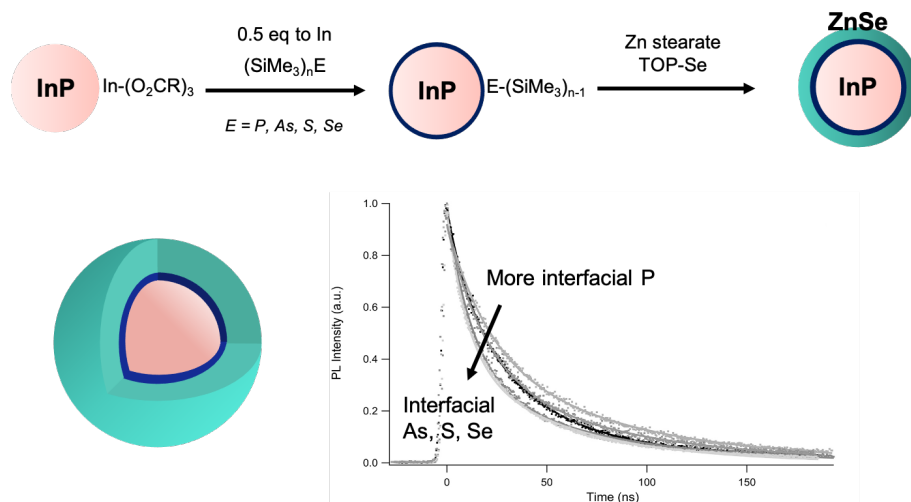 InP
In-(O₂CR)₃
0.5 eq to In
(SiMe₃)ₙE
E = P, As, S, Se
InP
E-(SiMe₃)ₙ₋₁
Zn stearate
TOP-Se
ZnSe
InP
PL Intensity (a.u.)
1.0
0.8
0.6
0.4
0.2
0.0
More interfacial P
Interfacial
As, S, Se
0
50
100
150
Time (ns)